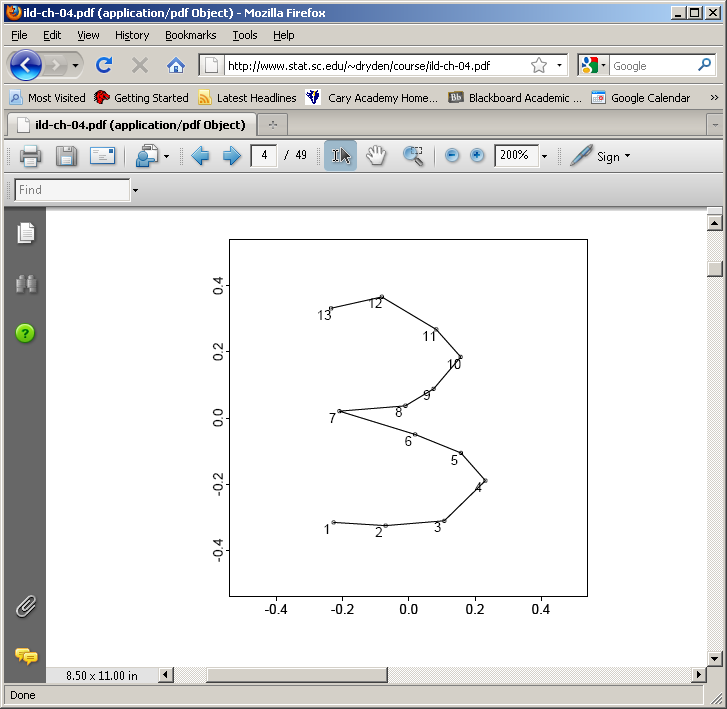 ild-ch-04.pdf (application/pdf Object) - Mozilla Firefox
File Edit View History Bookmarks Tools Help
http://www.stat.sc.edu/~dryden/course/ild-ch-04.pdf Google
Most Visited Getting Started Latest Headlines Cary Academy Home... Bb Blackboard Academic ... Google Calendar »
ild-ch-04.pdf (application/pdf Object)
4 / 49 200% Sign
Find
0.4
13 12
11
0.2
10
9
0.0
7 8
6
5
-0.2
4
1 2 3
-0.4
-0.4 -0.2 0.0 0.2 0.4
8.50 x 11.00 in
Done